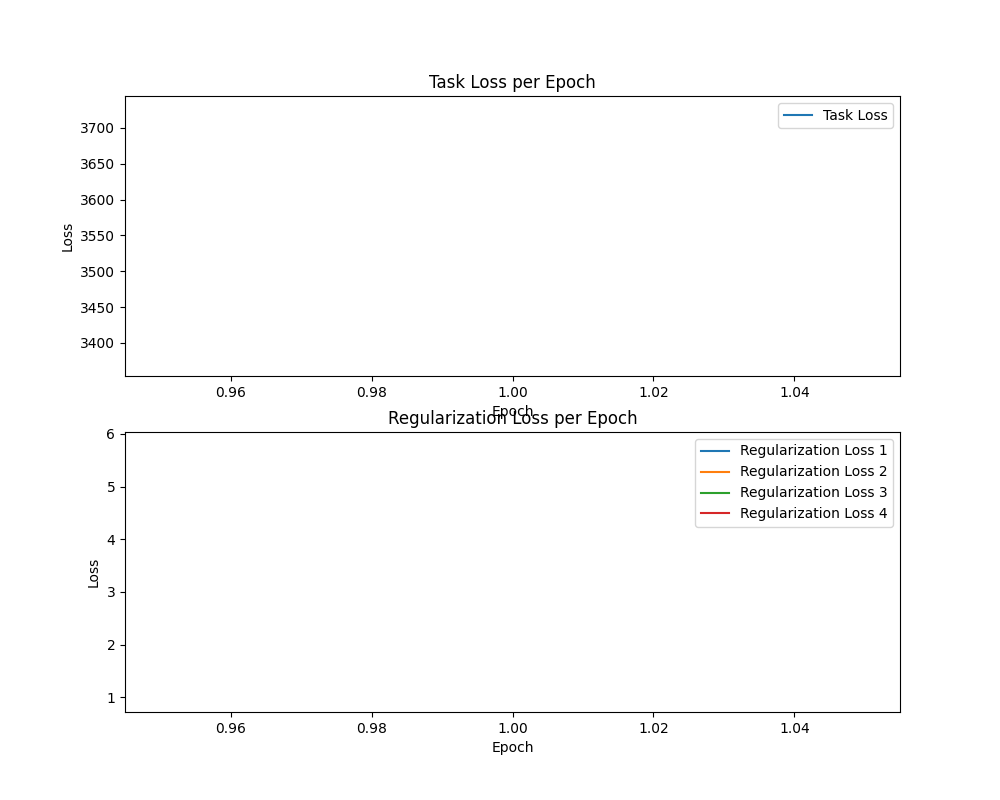 Task Loss per Epoch
Task Loss
3700
3650
3600
3550
3500
3450
3400
Loss
0.96 0.98 1.00 1.02 1.04
Epoch
Regularization Loss per Epoch
Regularization Loss 1
Regularization Loss 2
Regularization Loss 3
Regularization Loss 4
6
5
4
3
2
1
Loss
0.96 0.98 1.00 1.02 1.04
Epoch